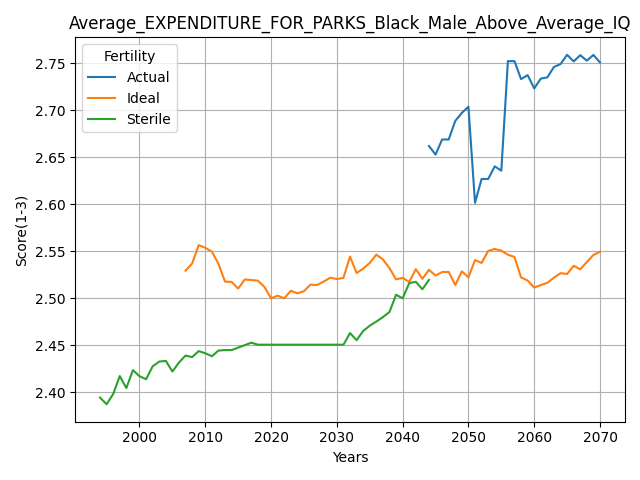 Average_EXPENDITURE_FOR_PARKS_Black_Male_Above_Average_IQ
Fertility
Actual
Ideal
Sterile
2.75
2.70
2.65
2.60
2.55
2.50
2.45
2.40
Score(1-3)
2000 2010 2020 2030 2040 2050 2060 2070
Years